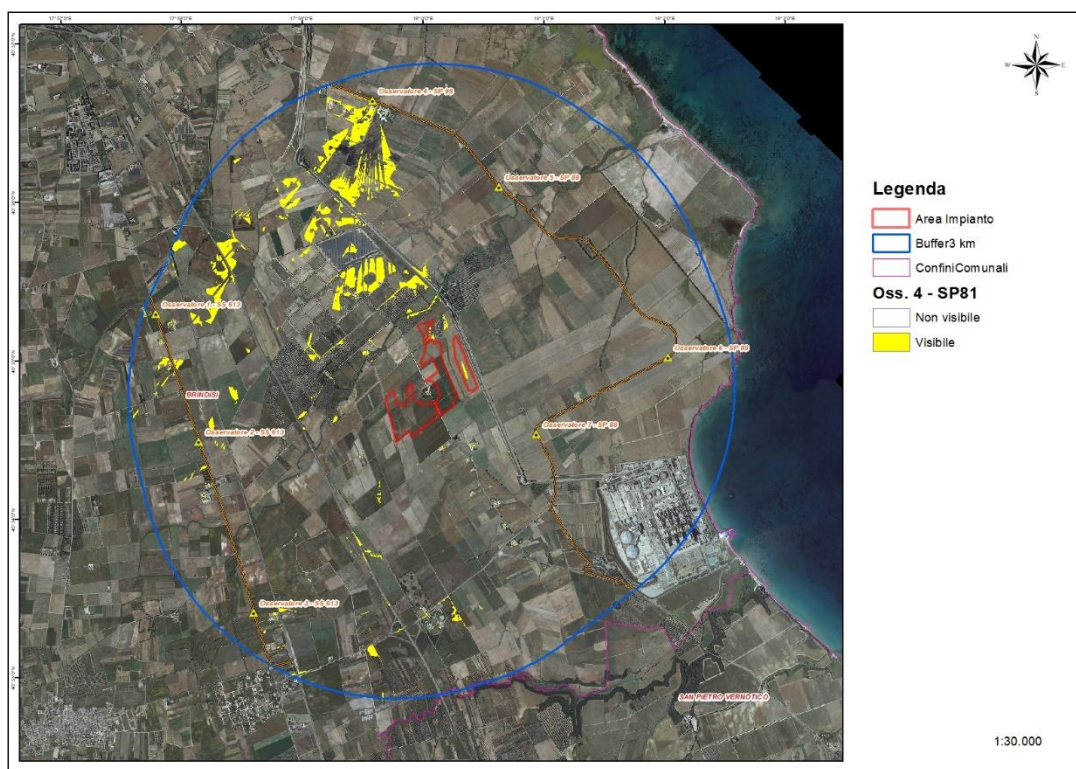 N
W E
S
Osservatore 4 - SP 88
Osservatore 5 - SP 88
Osservatore 1 - SS 613
Osservatore 6 - SP 88
BRINDISI
Osservatore 2 - SS 613
Osservatore 7 - SP 88
Osservatore 3 - SS 613
SAN PIETRO VERNOTICO
Legenda
Area Impianto
Buffer3 km
ConfiniComunali
Oss. 4 - SP81
Non visibile
Visibile
1:30.000